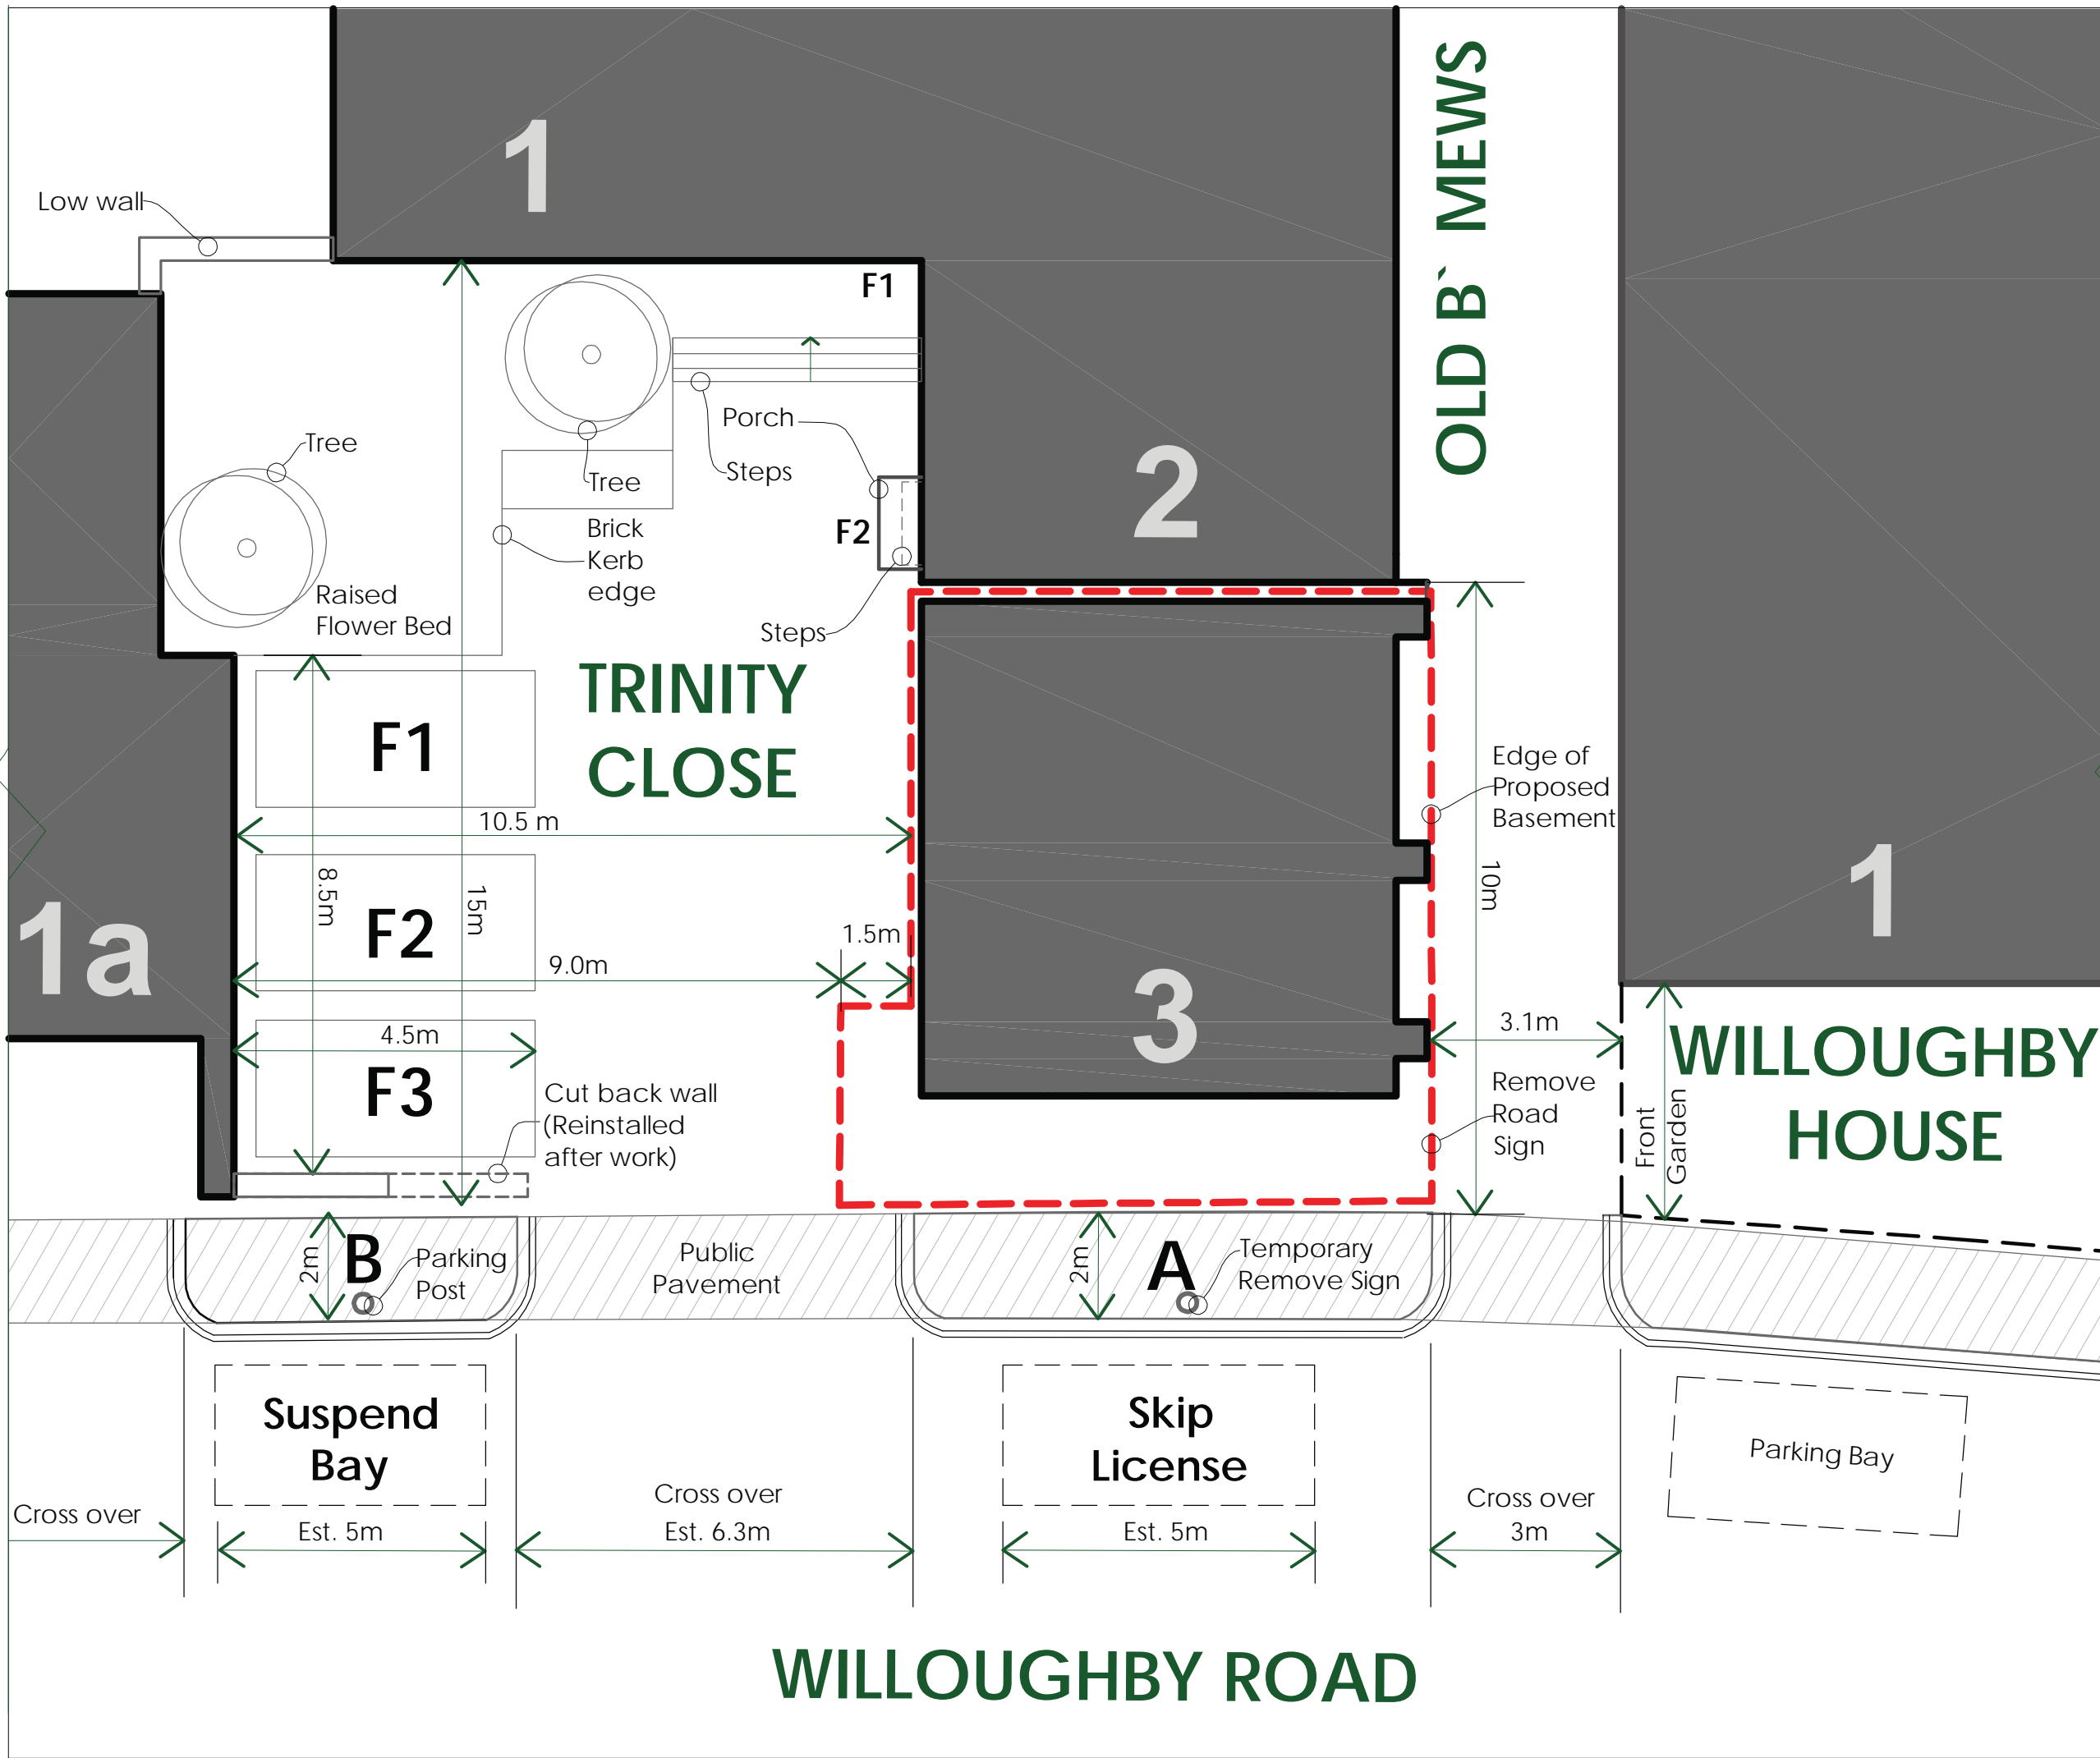 1
OLD B` MEWS
Low wall
F1
Porch
Tree
Steps
Tree
2
F2
Brick
Kerb
edge
Raised
Flower Bed
Steps
TRINITY
CLOSE
F1
Edge of
Proposed
Basement
10.5 m
8.5m
15m
10m
1
1a
F2
1.5m
9.0m
3
4.5m
3.1m
WILLOUGHBY
HOUSE
F3
Cut back wall
(Reinstalled
after work)
Remove
Road
Sign
Front
Garden
2m
B
Parking
Post
Public
Pavement
2m
A
Temporary
Remove Sign
Suspend
Bay
Skip
License
Parking Bay
Cross over
Est. 5m
Cross over
Est. 6.3m
Est. 5m
Cross over
3m
WILLOUGHBY ROAD